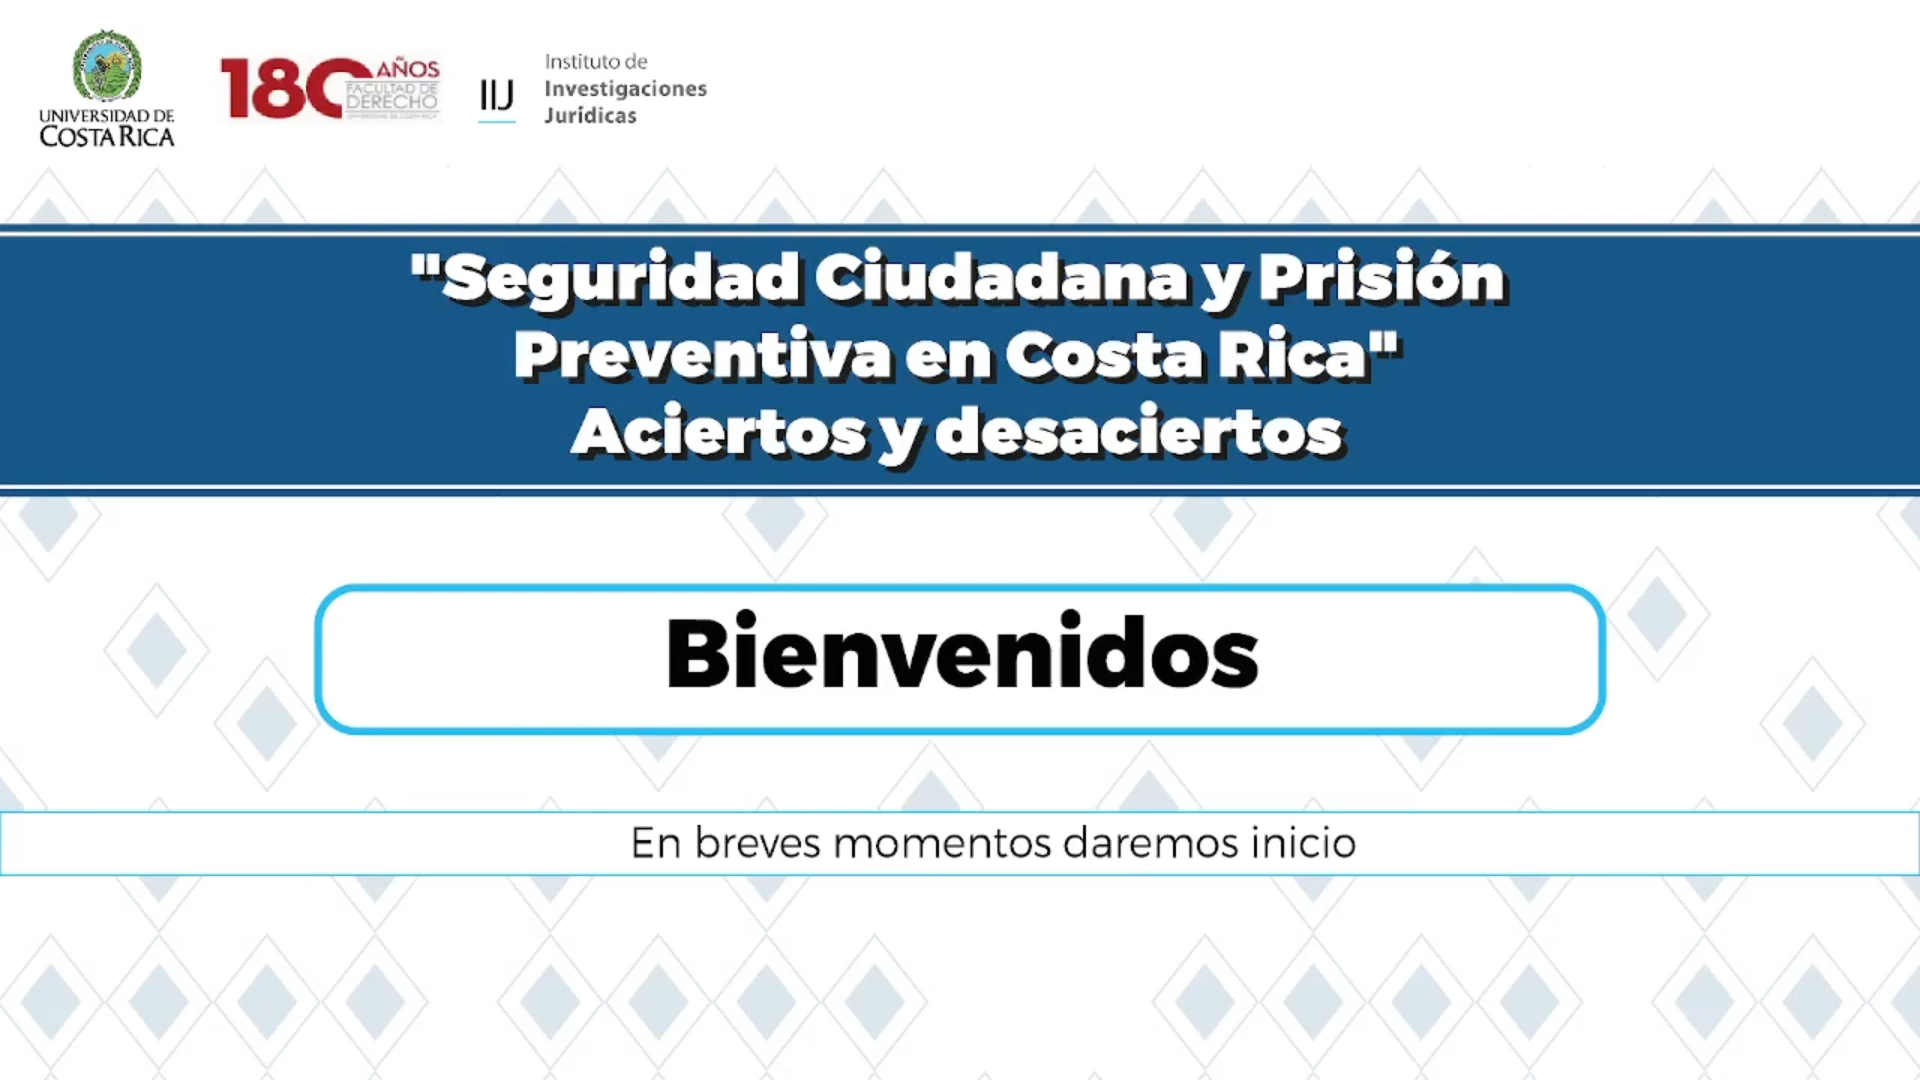 UNIVERSIDAD DE
COSTA RICA
180 AÑOS
FACULTAD DE
DERECHO
IIJ
Instituto de
Investigaciones
Jurídicas
"Seguridad Ciudadana y Prisión
Preventiva en Costa Rica"
Aciertos y desaciertos
Bienvenidos
En breves momentos daremos inicio